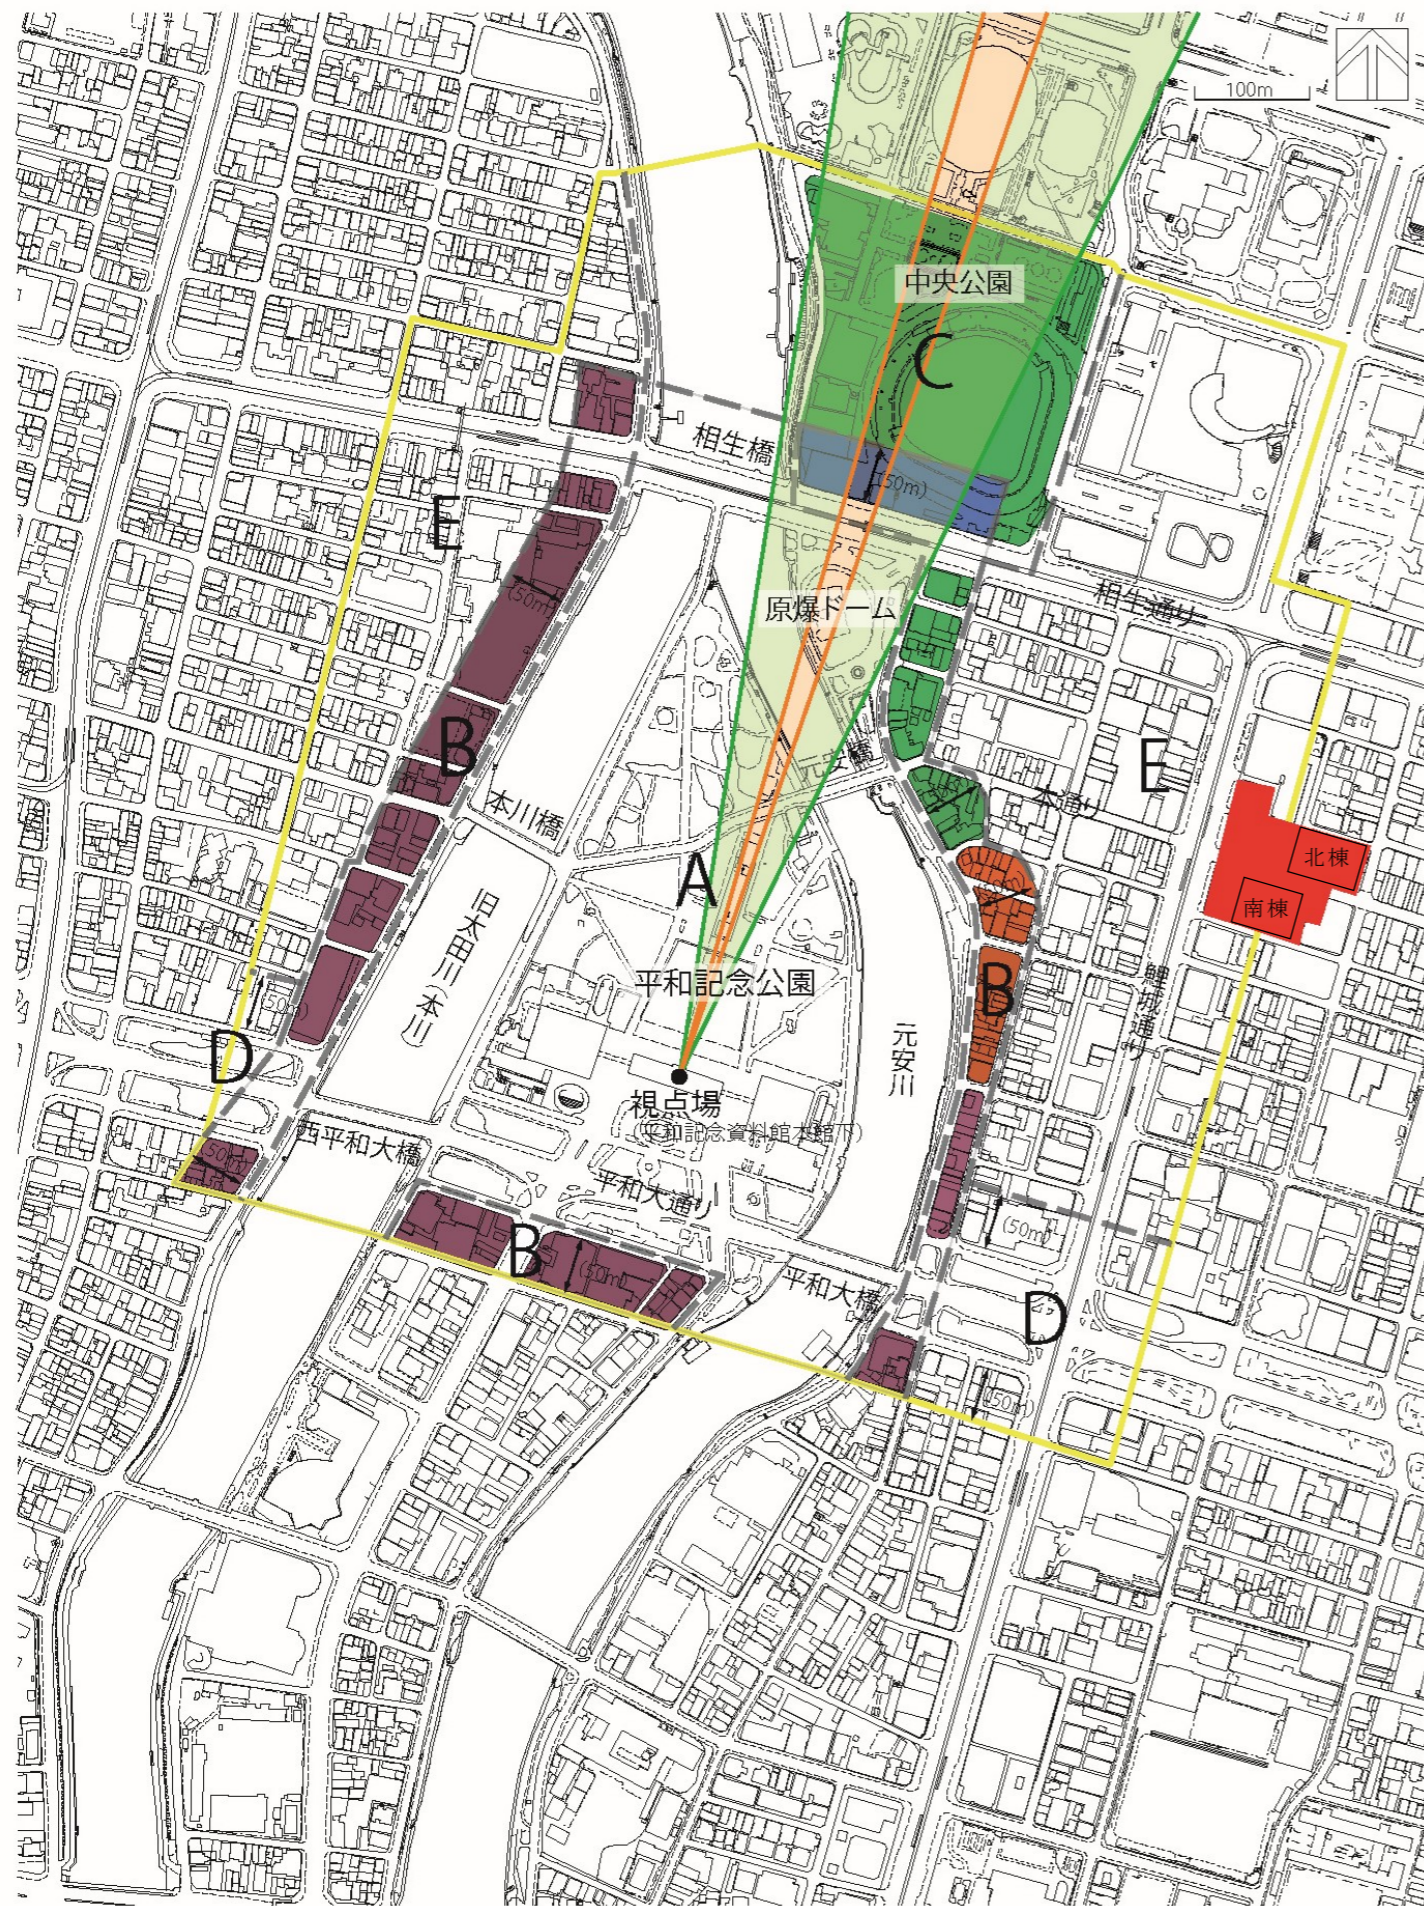 100m
中央公園
C
相生橋
(50m)
E
(50m)
原爆ドーム
相生通り
B
橋
E
本通り
本川橋
A
北棟
南棟
旧太田川(本川
平和記念公園
B
鯉城通り
(50m)
D
元安川
視点場
(平和記念資料館本館下)
西平和大橋
(50m)
平和大通り
(50m)
B
(50m)
平和大橋
D
(50m)